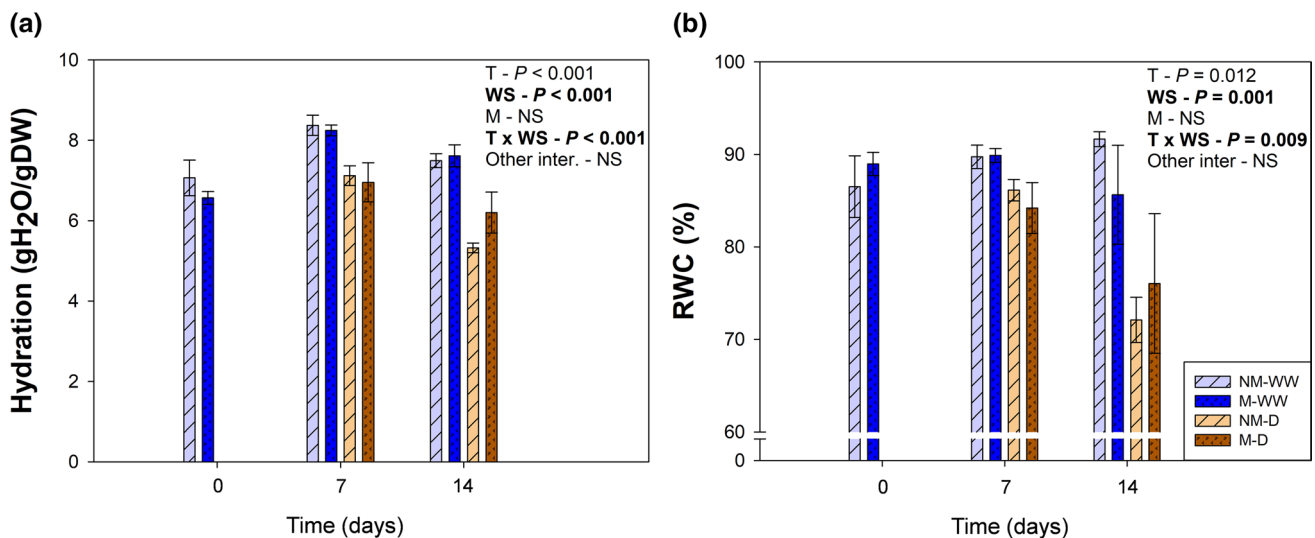 (a)
Hydration (gH2O/gDW)
10
8
6
4
2
0
T - P < 0.001
WS - P < 0.001
M - NS
T x WS - P < 0.001
Other inter. - NS
0 7 14
Time (days)
(b)
RWC (%)
100
90
80
70
60
0
T - P = 0.012
WS - P = 0.001
M - NS
T x WS - P = 0.009
Other inter - NS
NM-WW
M-WW
NM-D
M-D
0 7 14
Time (days)